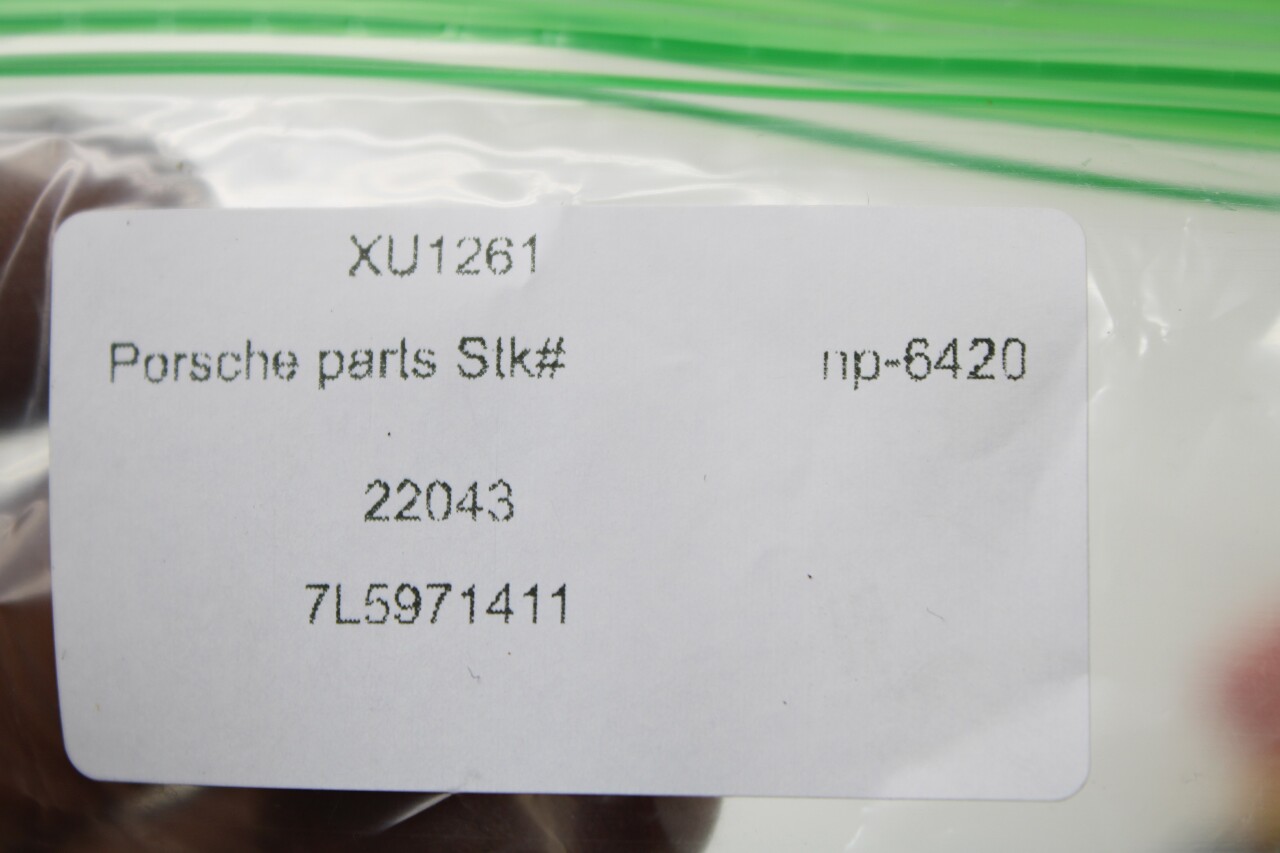 XU1261
Porsche parts Stk# np-6420
22043
7L5971411